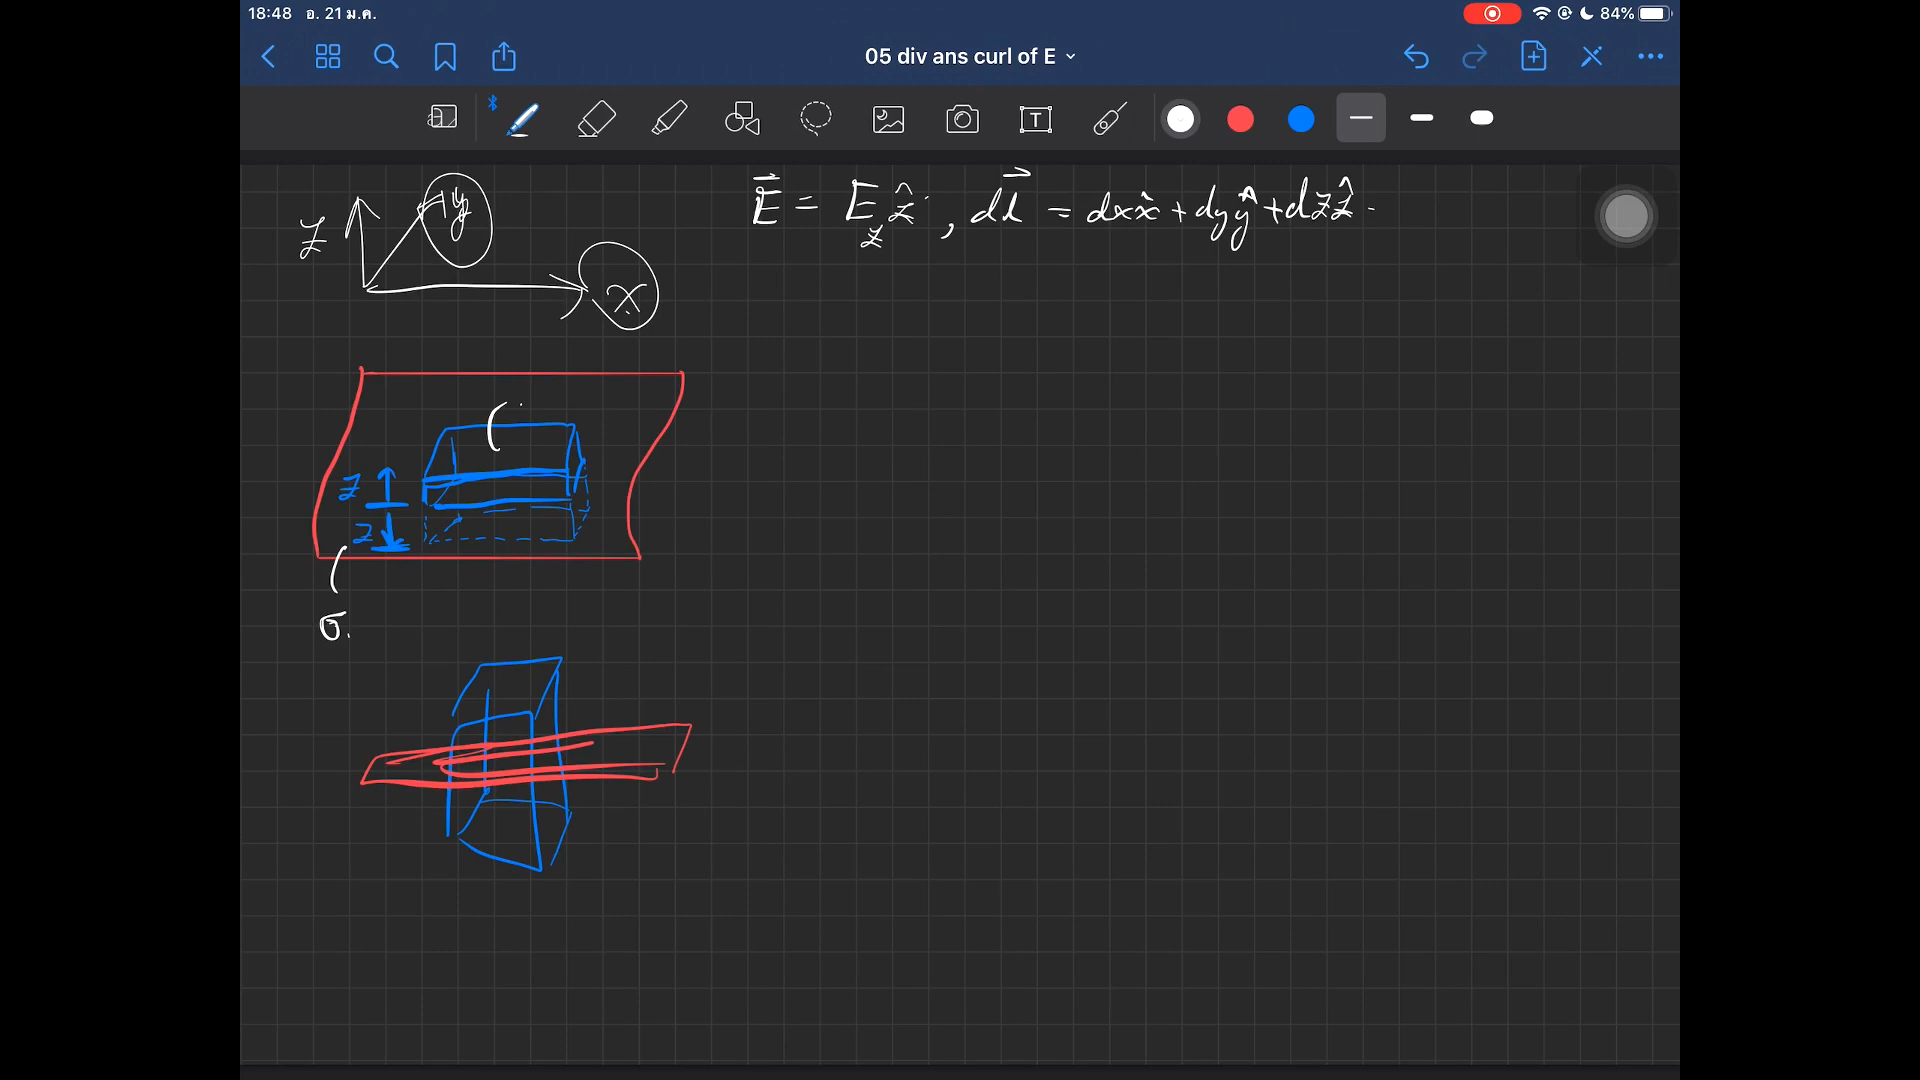 18:48 อ. 21 ม.ค. 84%
05 div ans curl of E
T
z y x
E⃗ = E_z ẑ, dl⃗ = dx x̂ + dy ŷ + dz ẑ
z
z
σ